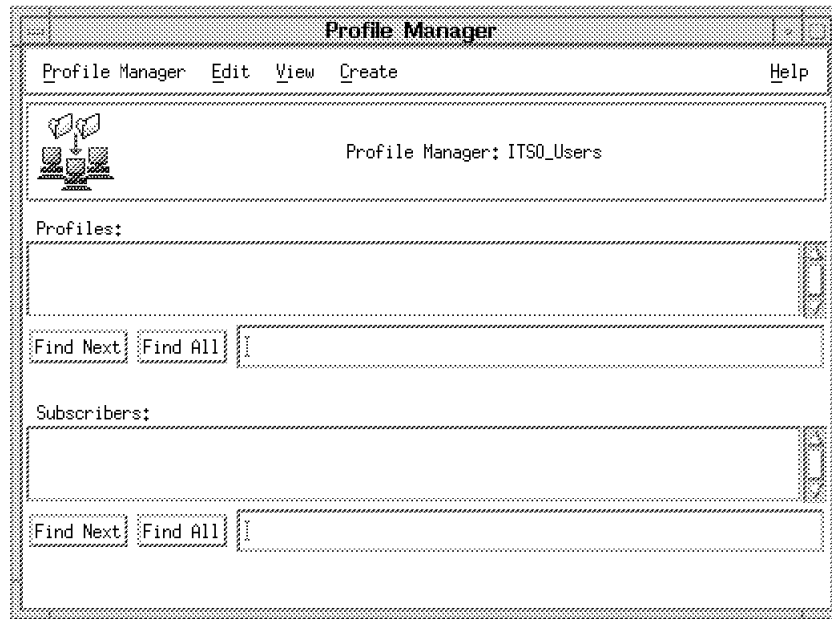 Profile Manager
Profile Manager Edit View Create Help
Profile Manager: ITSO_Users
Profiles:
Find Next Find All
Subscribers:
Find Next Find All